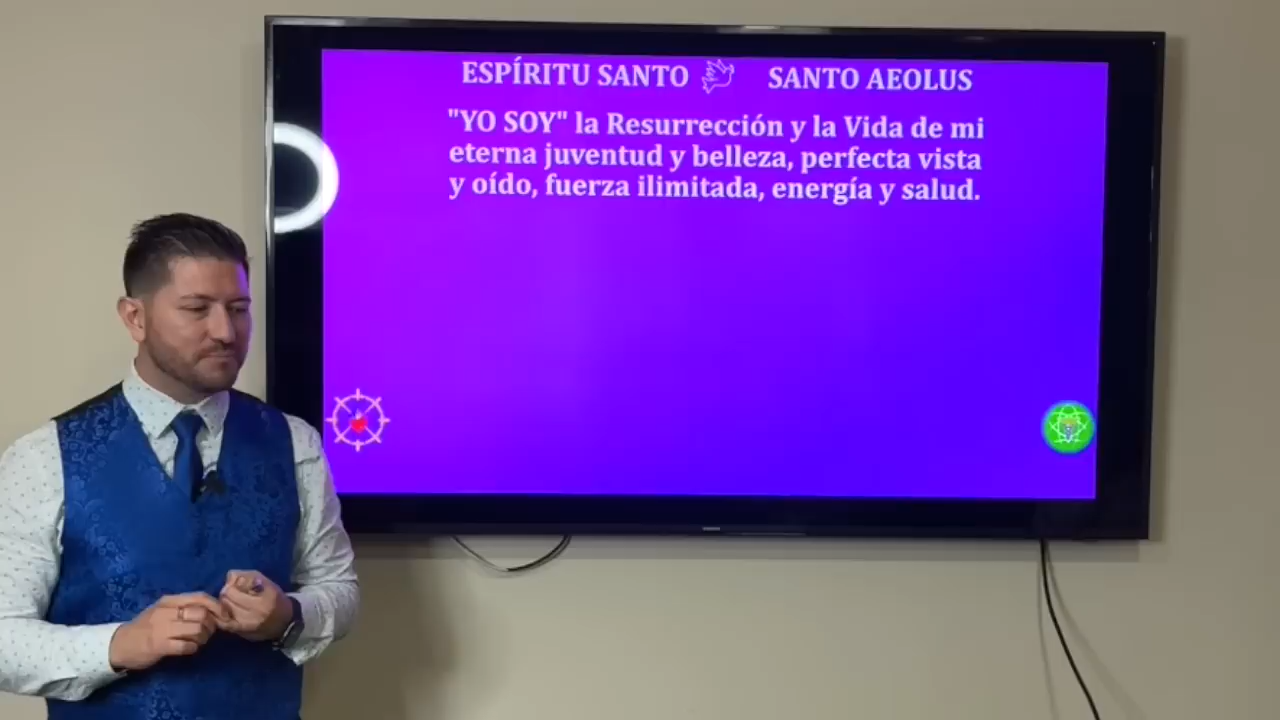 ESPÍRITU SANTO SANTO AEOLUS
"YO SOY" la Resurrección y la Vida de mi
eterna juventud y belleza, perfecta vista
y oído, fuerza ilimitada, energía y salud.